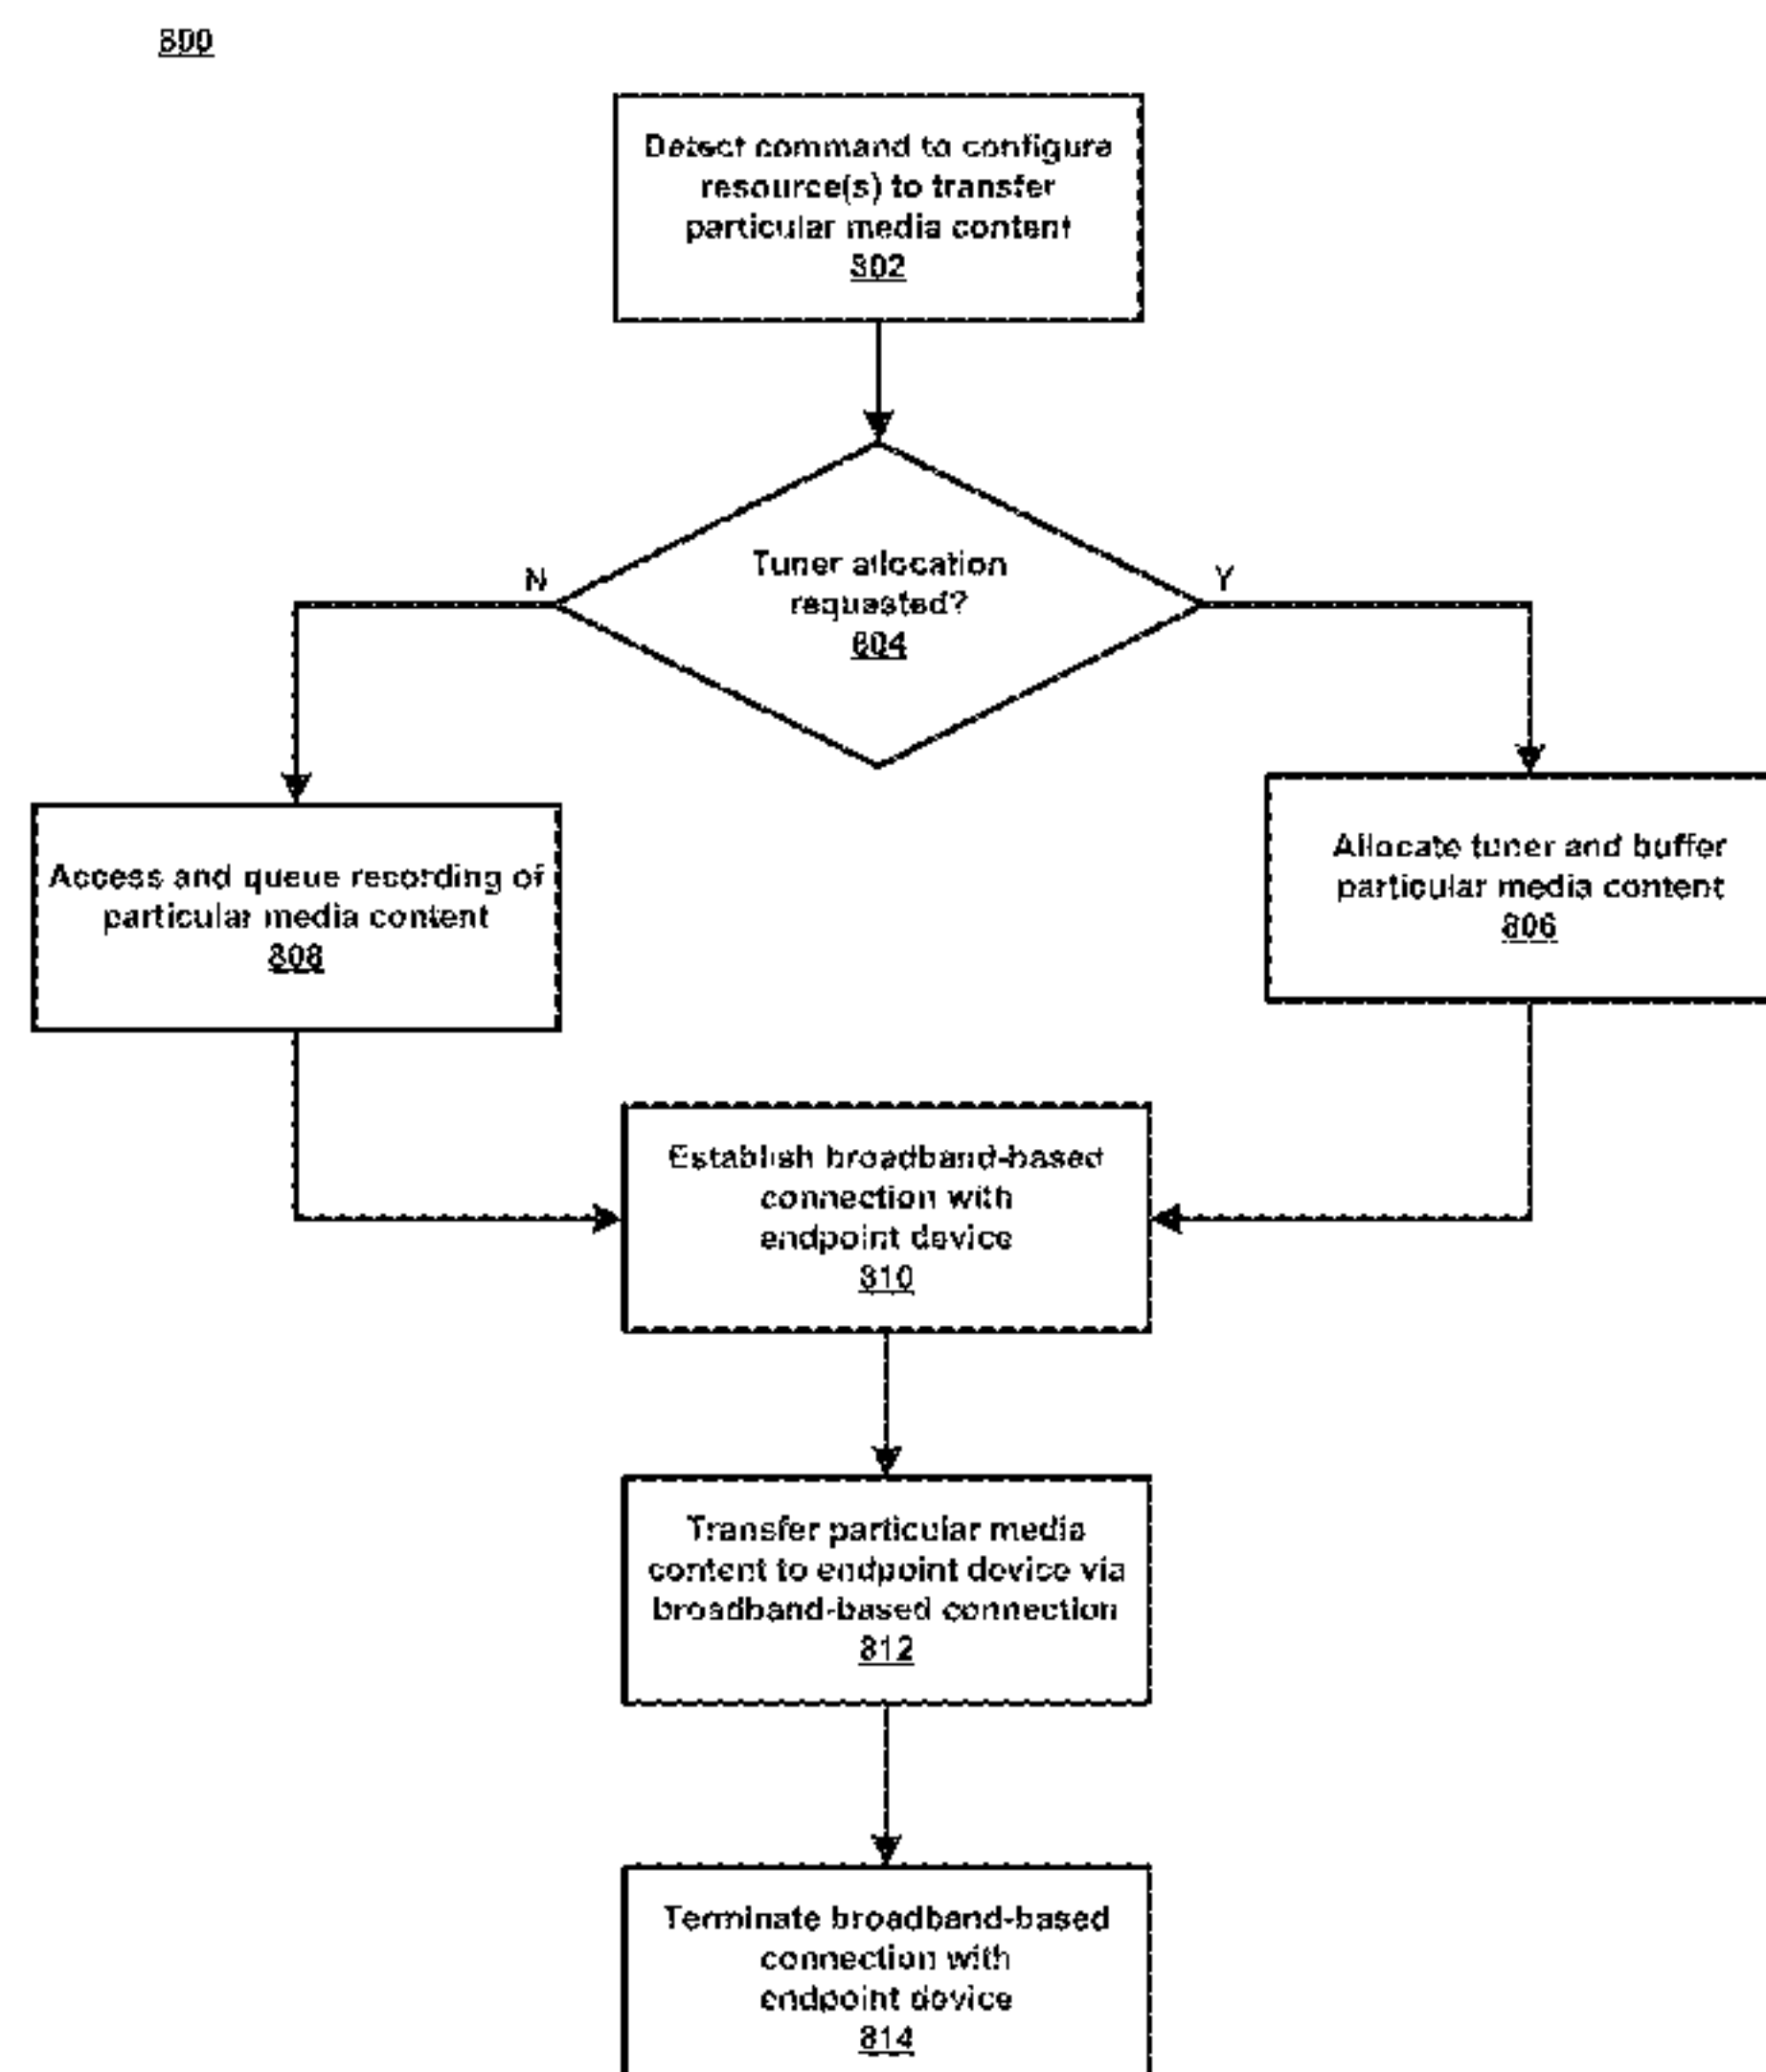 800
Detect command to configure
resource(s) to transfer
particular media content
802
Tuner allocation
requested?
804
N
Y
Access and queue recording of
particular media content
808
Allocate tuner and buffer
particular media content
806
Establish broadband-based
connection with
endpoint device
810
Transfer particular media
content to endpoint device via
broadband-based connection
812
Terminate broadband-based
connection with
endpoint device
814